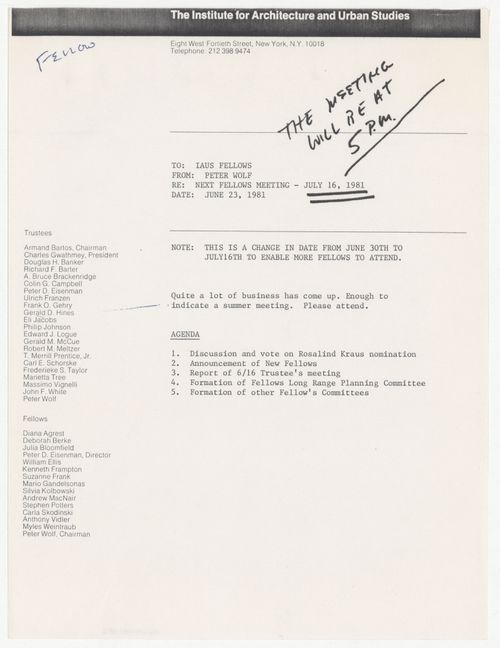 The Institute for Architecture and Urban Studies
Fellow
Eight West Fortieth Street, New York, N.Y. 10018
Telephone: 212 398 9474
THE MEETING
WILL BE AT
5 P.M.
TO: IAUS FELLOWS
FROM: PETER WOLF
RE: NEXT FELLOWS MEETING - JULY 16, 1981
DATE: JUNE 23, 1981
NOTE: THIS IS A CHANGE IN DATE FROM JUNE 30TH TO
JULY16TH TO ENABLE MORE FELLOWS TO ATTEND.
Quite a lot of business has come up. Enough to
indicate a summer meeting. Please attend.
AGENDA
1. Discussion and vote on Rosalind Kraus nomination
2. Announcement of New Fellows
3. Report of 6/16 Trustee's meeting
4. Formation of Fellows Long Range Planning Committee
5. Formation of other Fellow's Committees
Trustees
Armand Bartos, Chairman
Charles Gwathmey, President
Douglas H. Banker
Richard F. Barter
A. Bruce Brackenridge
Colin G. Campbell
Peter D. Eisenman
Ulrich Franzen
Frank O. Gehry
Gerald D. Hines
Eli Jacobs
Philip Johnson
Edward J. Logue
Gerald M. McCue
Robert M. Meltzer
T. Merrill Prentice, Jr.
Carl E. Schorske
Frederieke S. Taylor
Marietta Tree
Massimo Vignelli
John F. White
Peter Wolf
Fellows
Diana Agrest
Deborah Berke
Julia Bloomfield
Peter D. Eisenman, Director
William Ellis
Kenneth Frampton
Suzanne Frank
Mario Gandelsonas
Silvia Kolbowski
Andrew MacNair
Stephen Potters
Carla Skodinski
Anthony Vidler
Myles Weintraub
Peter Wolf, Chairman